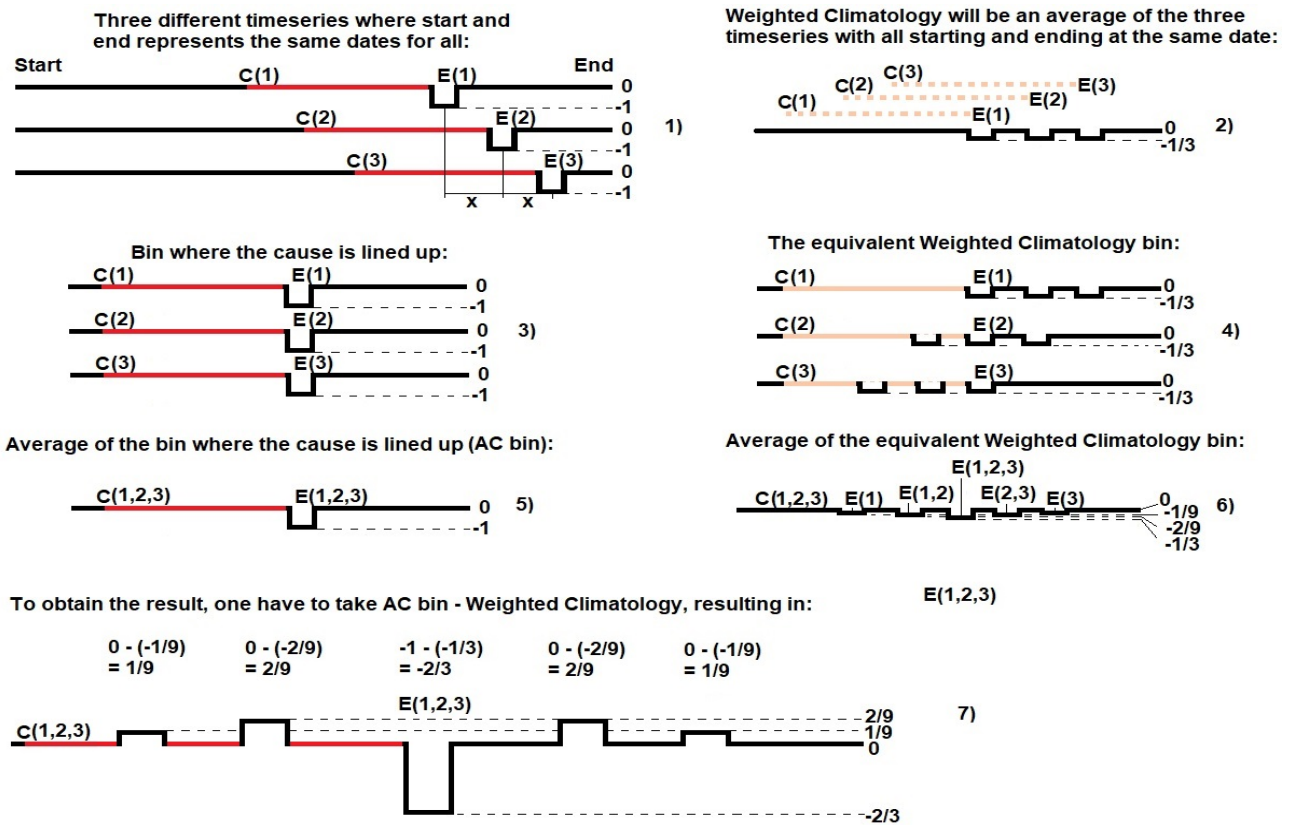 Three different timeseries where start and
end represents the same dates for all:
Start
End
C(1)
E(1)
0
-1
C(2)
E(2)
0
-1
C(3)
E(3)
0
-1
x
x
1)
Weighted Climatology will be an average of the three
timeseries with all starting and ending at the same date:
C(3)
E(3)
C(2)
E(2)
C(1)
E(1)
0
-1/3
2)
Bin where the cause is lined up:
C(1)
E(1)
0
-1
C(2)
E(2)
0
-1
C(3)
E(3)
0
-1
3)
The equivalent Weighted Climatology bin:
C(1)
E(1)
0
-1/3
C(2)
E(2)
0
-1/3
C(3)
E(3)
0
-1/3
4)
Average of the bin where the cause is lined up (AC bin):
C(1,2,3)
E(1,2,3)
0
-1
5)
Average of the equivalent Weighted Climatology bin:
E(1,2,3)
C(1,2,3)
E(1)
E(1,2)
E(2,3)
E(3)
0
-1/9
-2/9
-1/3
6)
To obtain the result, one have to take AC bin - Weighted Climatology, resulting in:
E(1,2,3)
0 - (-1/9)
= 1/9
0 - (-2/9)
= 2/9
-1 - (-1/3)
= -2/3
0 - (-2/9)
= 2/9
0 - (-1/9)
= 1/9
C(1,2,3)
E(1,2,3)
2/9
1/9
0
-2/3
7)